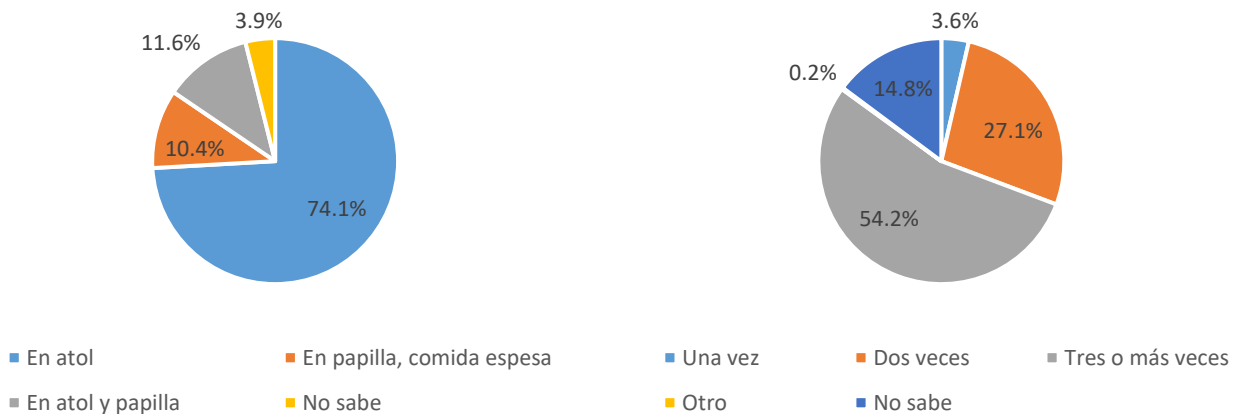 3.9%
11.6%
10.4%
74.1%
En atol
En papilla, comida espesa
En atol y papilla
No sabe
3.6%
0.2%
14.8%
27.1%
54.2%
Una vez
Dos veces
Tres o más veces
Otro
No sabe